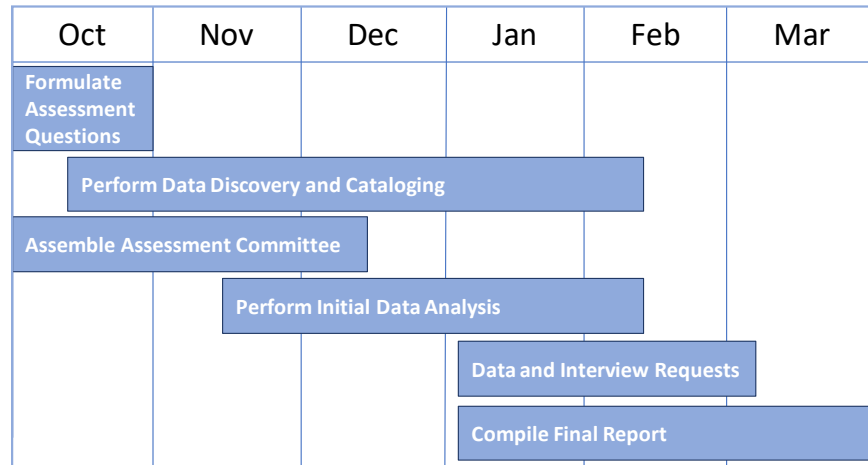 Oct Nov Dec Jan Feb Mar
Formulate
Assessment
Questions
Perform Data Discovery and Cataloging
Assemble Assessment Committee
Perform Initial Data Analysis
Data and Interview Requests
Compile Final Report